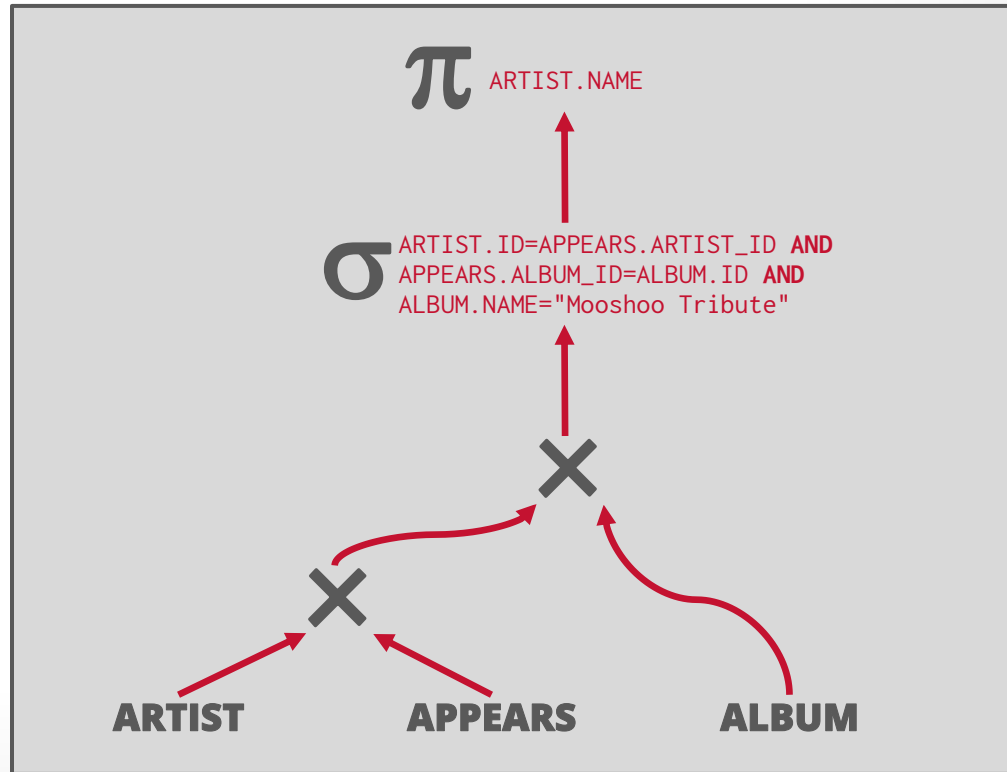 π ARTIST.NAME
σ ARTIST.ID=APPEARS.ARTIST_ID AND
APPEARS.ALBUM_ID=ALBUM.ID AND
ALBUM.NAME="Mooshoo Tribute"
×
×
ARTIST APPEARS ALBUM